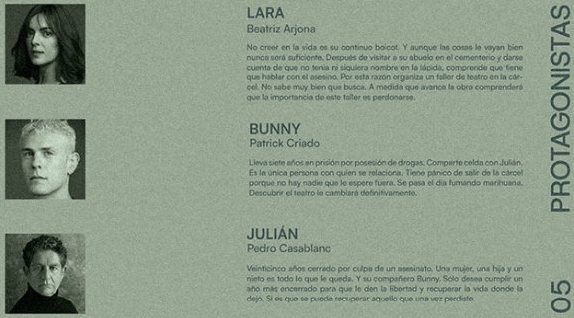 LARA
Beatriz Arjona
No creer en la vida es su continuo boicot. Y aunque las cosas le vayan bien
nunca será suficiente. Después de visitar a su abuelo en el cementerio y darse
cuenta de que no tenía ni siquiera nombre en la lápida, comprende que tiene
que hablar con el asesino. Por esta razón organiza un taller de teatro en la cár-
cel. No sabe muy bien que busca. A medida que avance la obra comprenderá
que la importancia de este taller es perdonarse.
BUNNY
Patrick Criado
Lleva siete años en prisión por posesión de drogas. Comparte celda con Julián.
Es la única persona con quien se relaciona. Tiene pánico de salir de la cárcel
porque no hay nadie que le espere fuera. Se pasa el día fumando marihuana.
Descubrir el teatro le cambiará definitivamente.
JULIÁN
Pedro Casablanc
Veinticinco años cerrado por culpa de un asesinato. Una mujer, una hija y un
nieto es todo lo que le queda. Y su compañero Bunny. Sólo desea cumplir un
año más encerrado para que le den la libertad y recuperar la vida donde la
dejo. Si es que se puede recuperar aquello que una vez perdiste.
PROTAGONISTAS
05